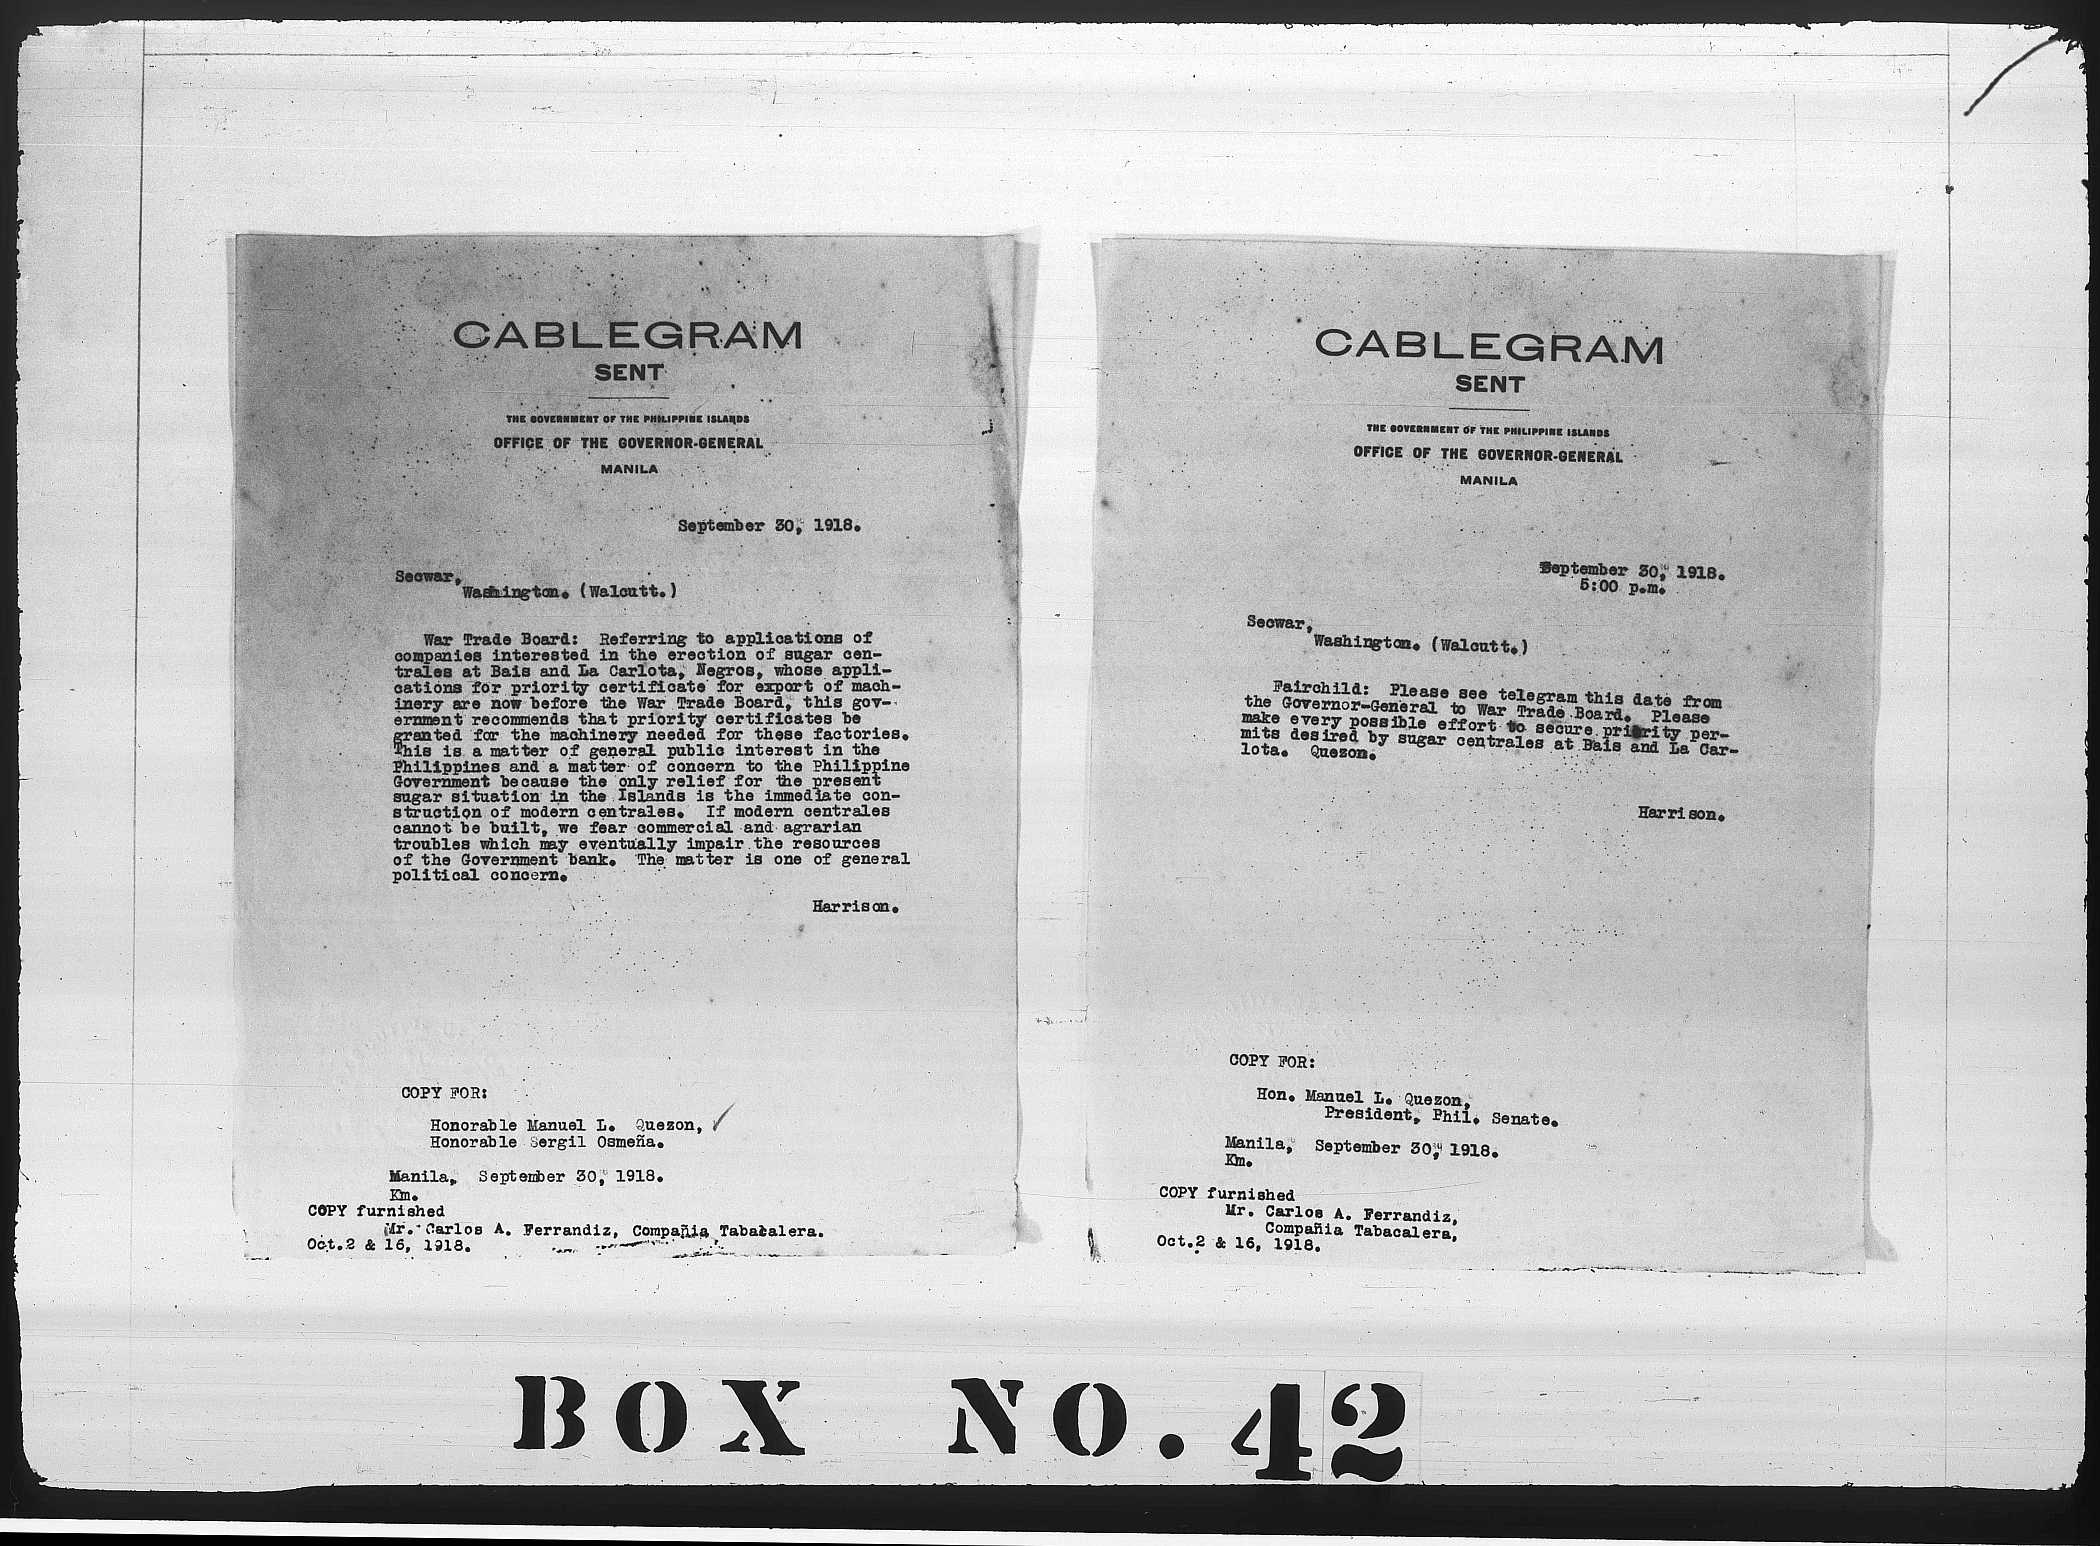 CABLEGRAM
SENT
THE GOVERNMENT OF THE PHILIPPINE ISLANDS
OFFICE OF THE GOVERNOR-GENERAL
MANILA
September 30, 1918.
Secwar,
Washington. (Walcutt.)
War Trade Board: Referring to applications of
companies interested in the erection of sugar cen-
trales at Bais and La Carlota, Negros, whose appli-
cations for priority certificate for export of mach-
inery are now before the War Trade Board, this gov-
ernment recommends that priority certificates be
granted for the machinery needed for these factories.
This is a matter of general public interest in the
Philippines and a matter of concern to the Philippine
Government because the only relief for the present
sugar situation in the Islands is the immediate con-
struction of modern centrales. If modern centrales
cannot be built, we fear commercial and agrarian
troubles which may eventually impair the resources
of the Government bank. The matter is one of general
political concern.
Harrison.
COPY FOR:
Honorable Manuel L. Quezon,
Honorable Sergil Osmeña.
Manila, September 30, 1918.
Km.
COPY furnished
Mr. Carlos A. Ferrandiz, Compañia Tabacalera.
Oct.2 & 16, 1918.
CABLEGRAM
SENT
THE GOVERNMENT OF THE PHILIPPINE ISLANDS
OFFICE OF THE GOVERNOR-GENERAL
MANILA
September 30, 1918.
5:00 p.m.
Secwar,
Washington. (Walcutt.)
Fairchild: Please see telegram this date from
the Governor-General to War Trade Board. Please
make every possible effort to secure priority per-
mits desired by sugar centrales at Bais and La Car-
lota. Quezon.
Harrison.
COPY FOR:
Hon. Manuel L. Quezon,
President, Phil. Senate.
Manila, September 30, 1918.
Km.
COPY furnished
Mr. Carlos A. Ferrandiz,
Compañia Tabacalera,
Oct.2 & 16, 1918.
BOX NO. 42